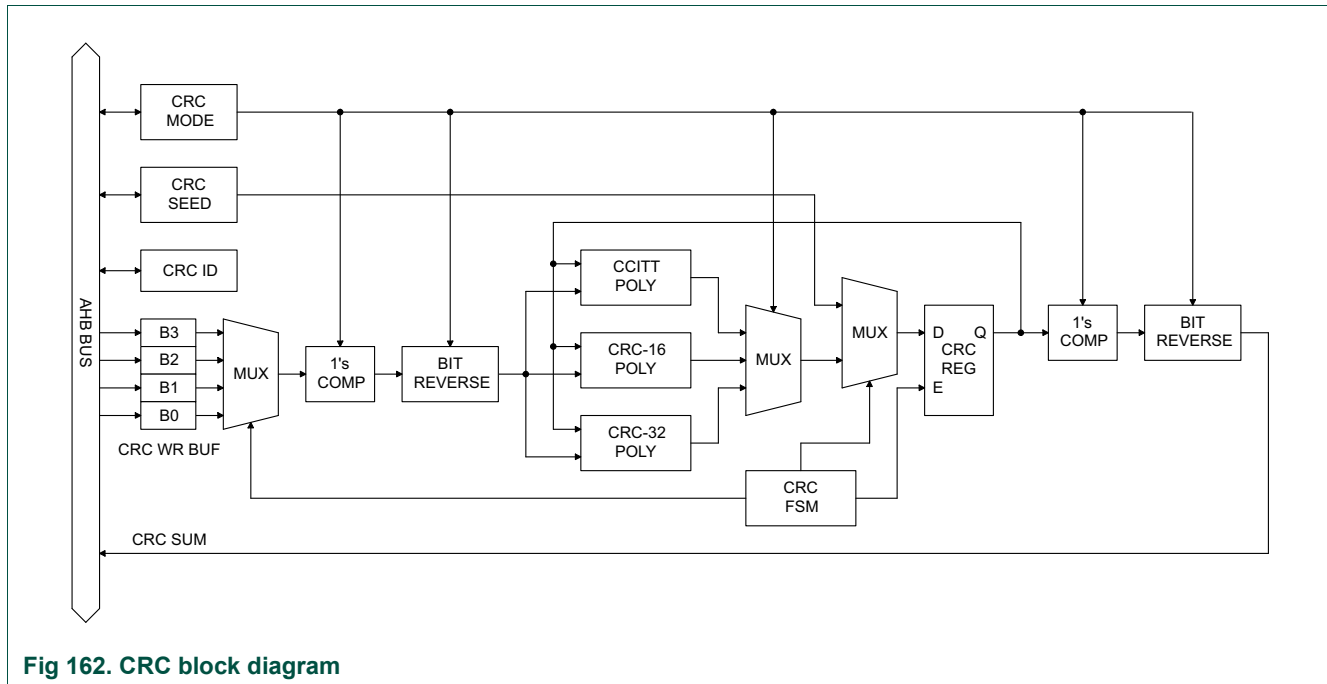 CRC
MODE
CRC
SEED
CRC ID
AHB BUS
B3
B2
B1
B0
CRC WR BUF
MUX
1's
COMP
BIT
REVERSE
CCITT
POLY
CRC-16
POLY
CRC-32
POLY
MUX
MUX
D Q
CRC
REG
E
1's
COMP
BIT
REVERSE
CRC
FSM
CRC SUM
Fig 162. CRC block diagram